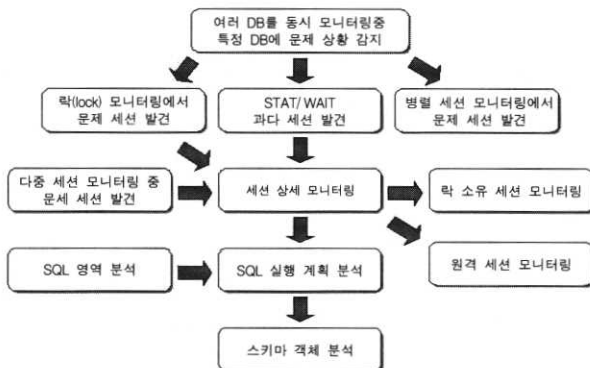 여러 DB를 동시 모니터링중
특정 DB에 문제 상황 감지
락(lock) 모니터링에서
문제 세션 발견
STAT/WAIT
과다 세션 발견
병렬 세션 모니터링에서
문제 세션 발견
다중 세션 모니터링 중
문세 세션 발견
세션 상세 모니터링
락 소유 세션 모니터링
SQL 영역 분석
SQL 실행 계획 분석
원격 세션 모니터링
스키마 객체 분석